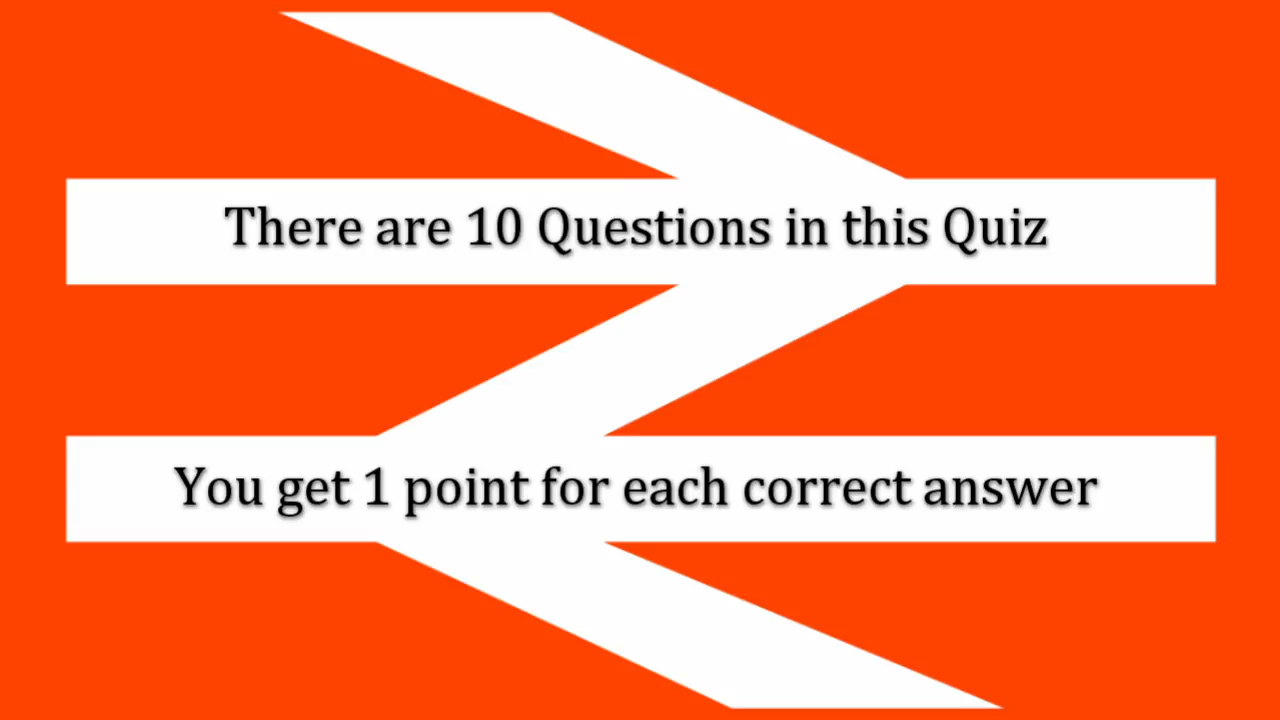 There are 10 Questions in this Quiz
You get 1 point for each correct answer